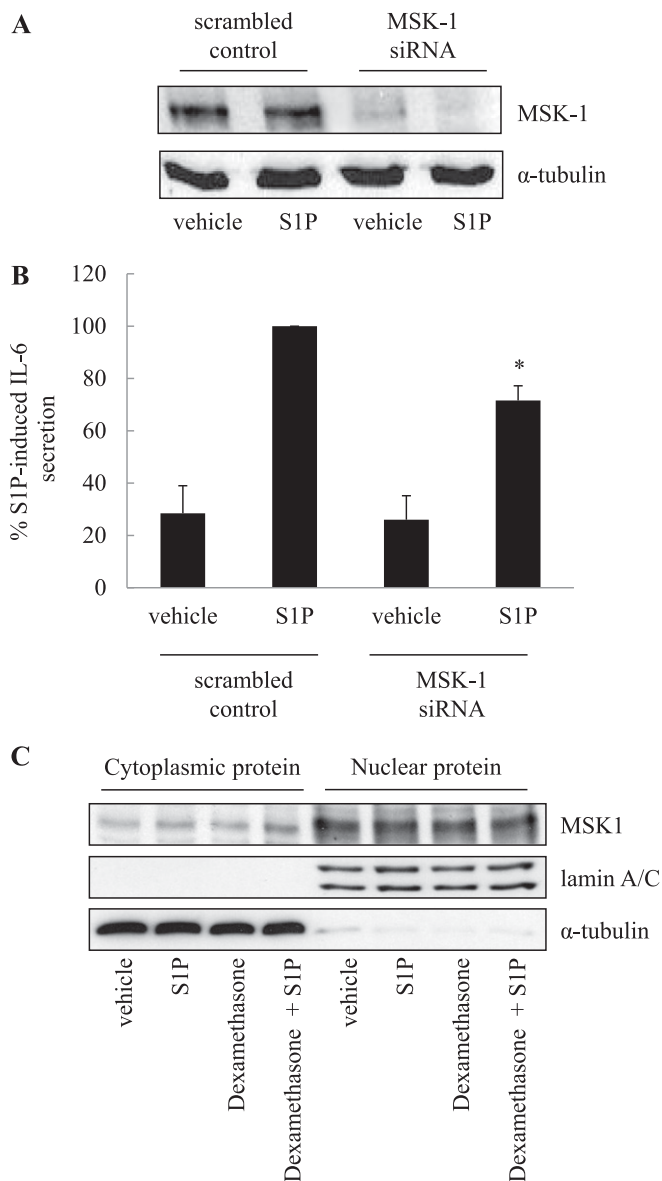 A
scrambled
control
MSK-1
siRNA
MSK-1
α-tubulin
vehicle S1P vehicle S1P
B
% S1P-induced IL-6
secretion
120
100
80
60
40
20
0
*
vehicle S1P vehicle S1P
scrambled
control
MSK-1
siRNA
C
Cytoplasmic protein Nuclear protein
MSK1
lamin A/C
α-tubulin
vehicle
S1P
Dexamethasone
Dexamethasone + S1P
vehicle
S1P
Dexamethasone
Dexamethasone + S1P